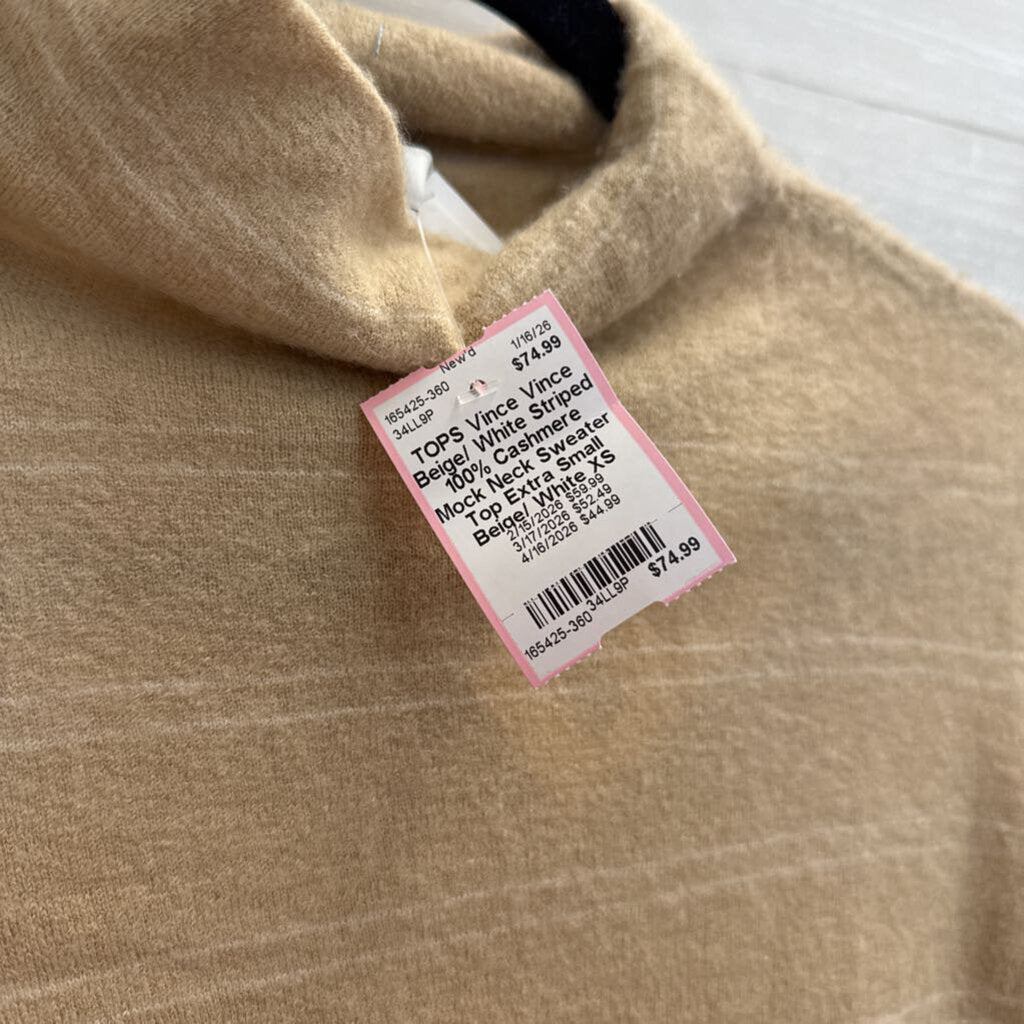 New'd 1/16/26
165425-360 $74.99
34LL9P
TOPS Vince Vince
Beige/ White Striped
100% Cashmere
Mock Neck Sweater
Top Extra Small
Beige/ White XS
2/15/2026 $59.99
3/17/2026 $52.49
4/16/2026 $44.99
34LL9P $74.99
165425-360